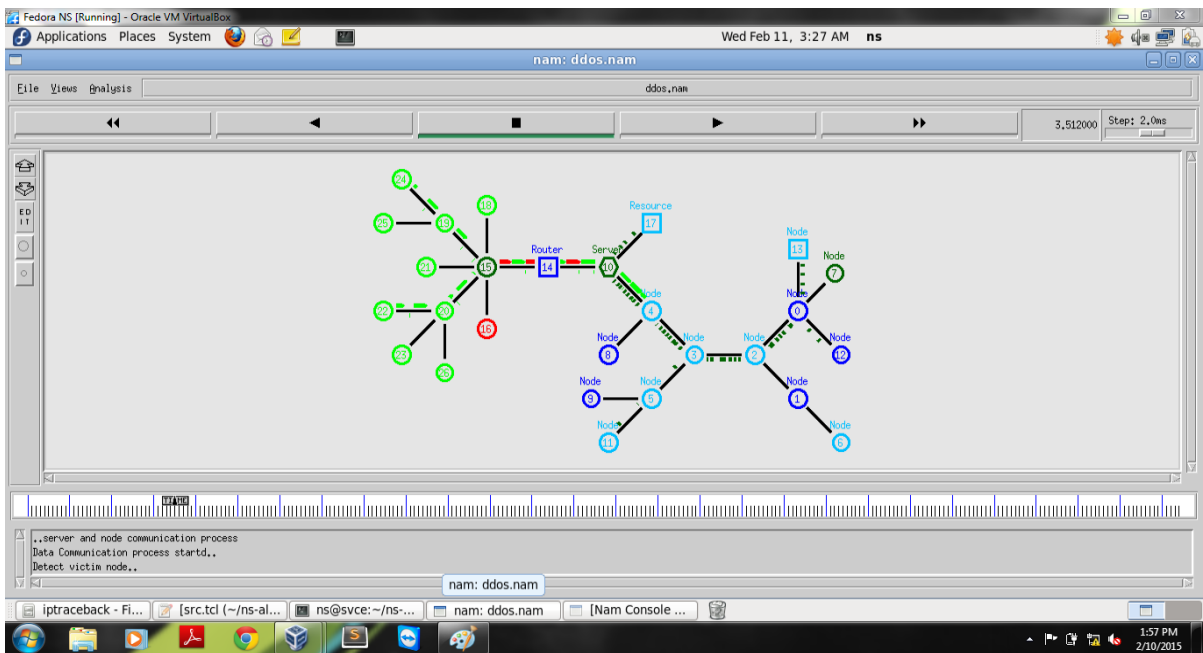 Fedora NS [Running] - Oracle VM VirtualBox
Applications Places System
Wed Feb 11, 3:27 AM ns
nam: ddos.nam
File Views Analysis
ddos.nam
3.512000
Step: 2.0ms
ED
IT
24
18
25
19
Resource
17
Node
13
Router
14
Server
10
21
15
Node
7
22
20
16
Node
4
Node
0
23
26
Node
8
Node
3
Node
2
Node
12
Node
9
Node
5
Node
1
Node
11
Node
6
TIME
..server and node communication process
Data Communication process startd..
Detect victim node..
nam: ddos.nam
iptraceback - Fi...
[src.tcl (~/ns-al...
ns@svce:~/ns-...
nam: ddos.nam
[Nam Console ...
1:57 PM
2/10/2015